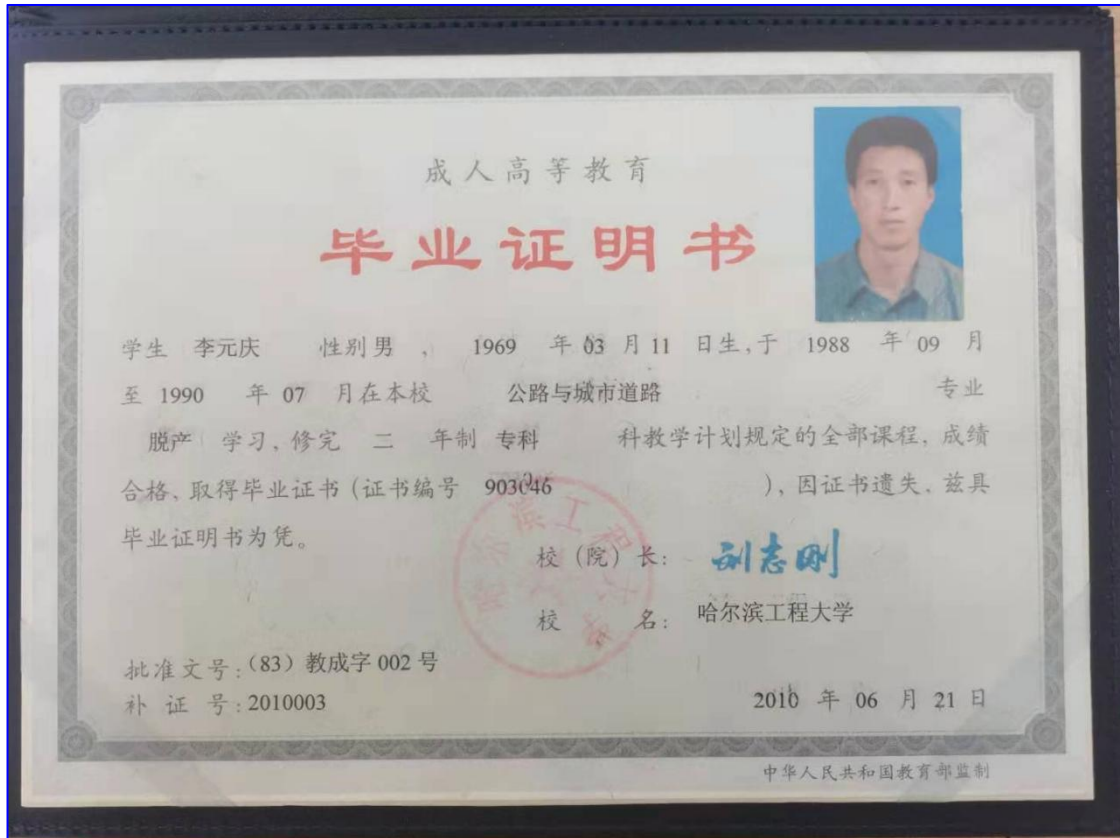 成人高等教育
毕业证明书
学生 李元庆 性别 男 , 1969 年 03 月 11 日生,于 1988 年 09 月
至 1990 年 07 月在本校 公路与城市道路 专业
脱产 学习,修完 二 年制 专科 科教学计划规定的全部课程,成绩
合格,取得毕业证书(证书编号 903046 ),因证书遗失,兹具
毕业证明书为凭。
校(院)长: 刘志刚
校 名: 哈尔滨工程大学
哈尔滨工程大学
批准文号:(83)教成字 002 号
补 证 号:2010003
2010 年 06 月 21 日
中华人民共和国教育部监制